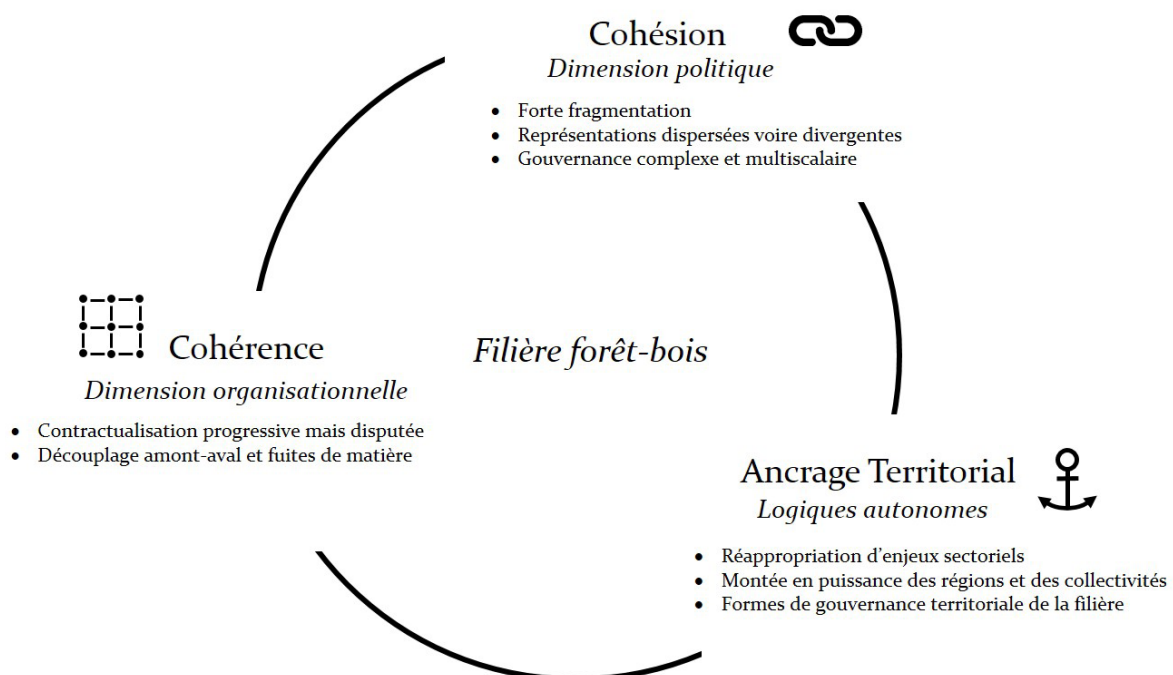 Cohésion
Dimension politique
• Forte fragmentation
• Représentations dispersées voire divergentes
• Gouvernance complexe et multiscalaire
Cohérence
Dimension organisationnelle
• Contractualisation progressive mais disputée
• Découplage amont-aval et fuites de matière
Filière forêt-bois
Ancrage Territorial
Logiques autonomes
• Réappropriation d'enjeux sectoriels
• Montée en puissance des régions et des collectivités
• Formes de gouvernance territoriale de la filière